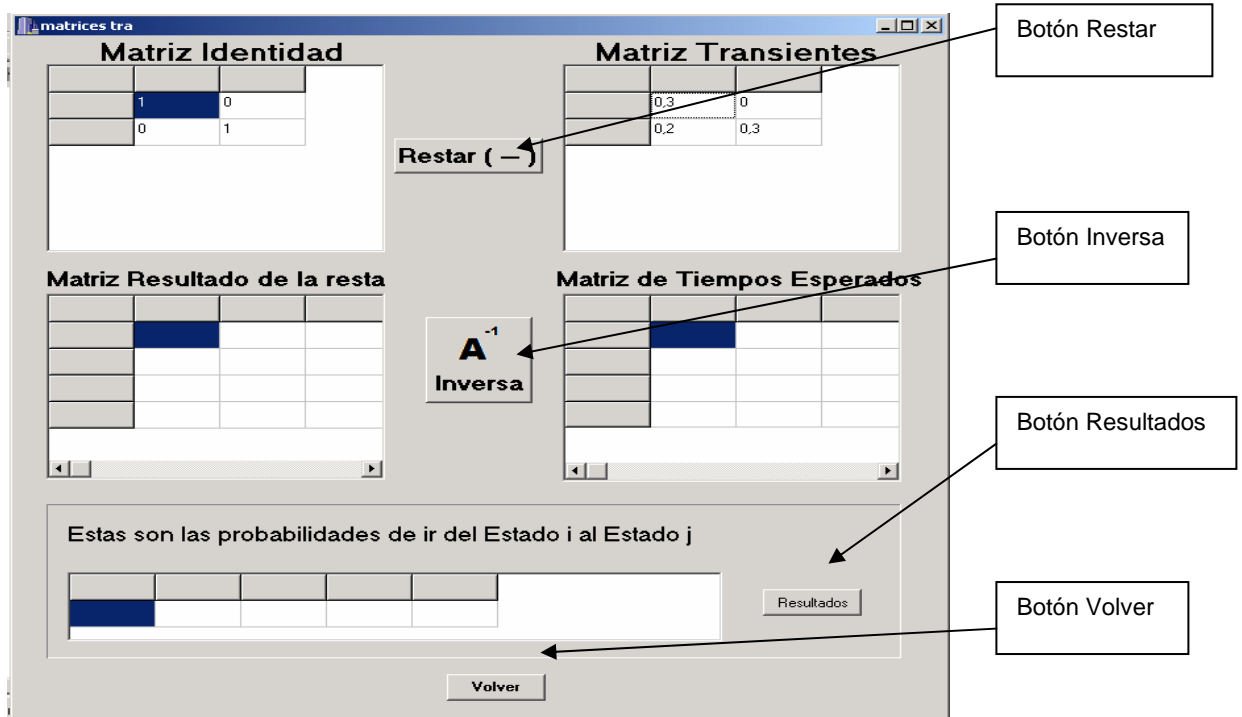 matrices tra
Botón Restar
Matriz Identidad
Matriz Transientes
1 0
0 1
0,3 0
0,2 0,3
Restar ( – )
Botón Inversa
Matriz Resultado de la resta
Matriz de Tiempos Esperados
A⁻¹
Inversa
Botón Resultados
Estas son las probabilidades de ir del Estado i al Estado j
Resultados
Botón Volver
Volver